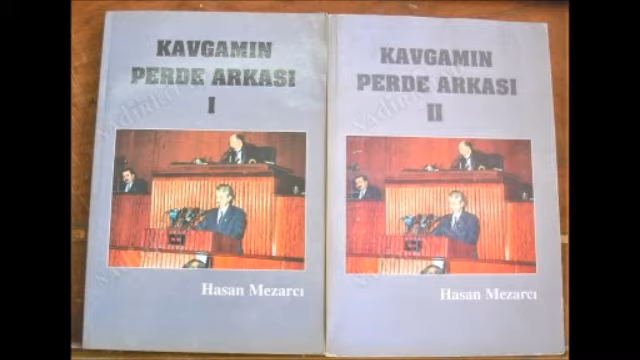 KAVGAMIN
PERDE ARKASI
I
Hasan Mezarcı
KAVGAMIN
PERDE ARKASI
II
Hasan Mezarcı